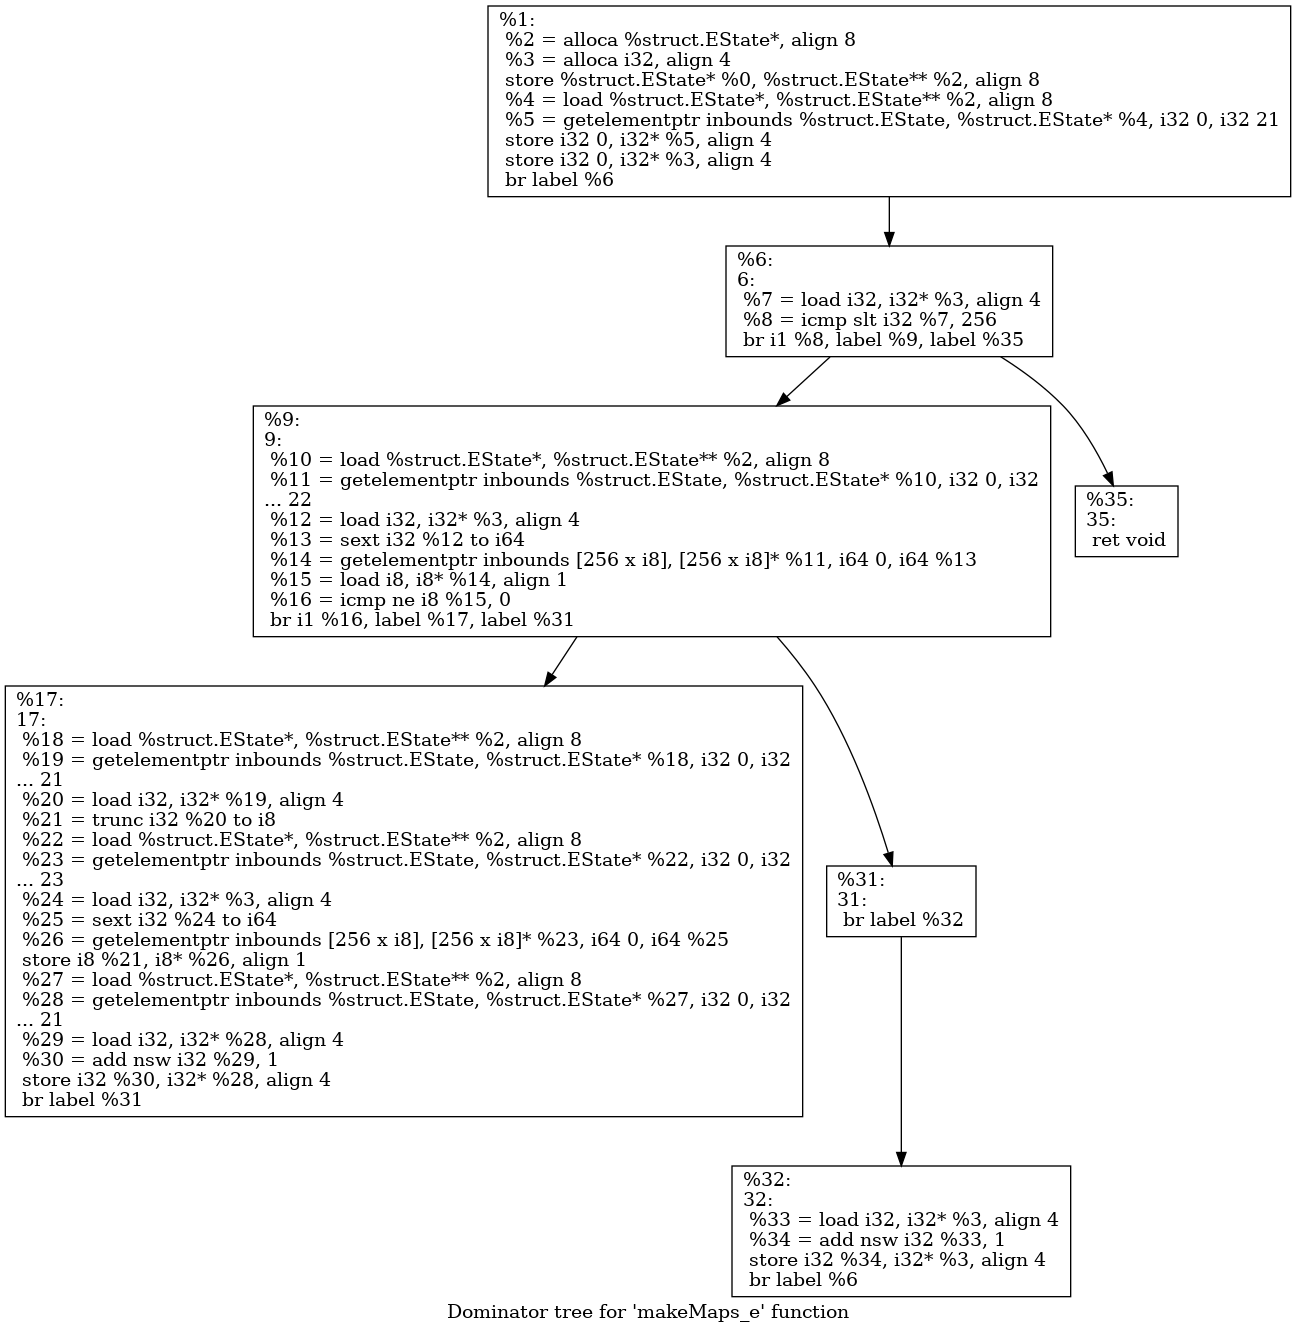 %1:
%2 = alloca %struct.EState*, align 8
%3 = alloca i32, align 4
store %struct.EState* %0, %struct.EState** %2, align 8
%4 = load %struct.EState*, %struct.EState** %2, align 8
%5 = getelementptr inbounds %struct.EState, %struct.EState* %4, i32 0, i32 21
store i32 0, i32* %5, align 4
store i32 0, i32* %3, align 4
br label %6
%6:
6:
%7 = load i32, i32* %3, align 4
%8 = icmp slt i32 %7, 256
br i1 %8, label %9, label %35
%9:
9:
%10 = load %struct.EState*, %struct.EState** %2, align 8
%11 = getelementptr inbounds %struct.EState, %struct.EState* %10, i32 0, i32
... 22
%12 = load i32, i32* %3, align 4
%13 = sext i32 %12 to i64
%14 = getelementptr inbounds [256 x i8], [256 x i8]* %11, i64 0, i64 %13
%15 = load i8, i8* %14, align 1
%16 = icmp ne i8 %15, 0
br i1 %16, label %17, label %31
%35:
35:
ret void
%17:
17:
%18 = load %struct.EState*, %struct.EState** %2, align 8
%19 = getelementptr inbounds %struct.EState, %struct.EState* %18, i32 0, i32
... 21
%20 = load i32, i32* %19, align 4
%21 = trunc i32 %20 to i8
%22 = load %struct.EState*, %struct.EState** %2, align 8
%23 = getelementptr inbounds %struct.EState, %struct.EState* %22, i32 0, i32
... 23
%24 = load i32, i32* %3, align 4
%25 = sext i32 %24 to i64
%26 = getelementptr inbounds [256 x i8], [256 x i8]* %23, i64 0, i64 %25
store i8 %21, i8* %26, align 1
%27 = load %struct.EState*, %struct.EState** %2, align 8
%28 = getelementptr inbounds %struct.EState, %struct.EState* %27, i32 0, i32
... 21
%29 = load i32, i32* %28, align 4
%30 = add nsw i32 %29, 1
store i32 %30, i32* %28, align 4
br label %31
%31:
31:
br label %32
%32:
32:
%33 = load i32, i32* %3, align 4
%34 = add nsw i32 %33, 1
store i32 %34, i32* %3, align 4
br label %6
Dominator tree for 'makeMaps_e' function